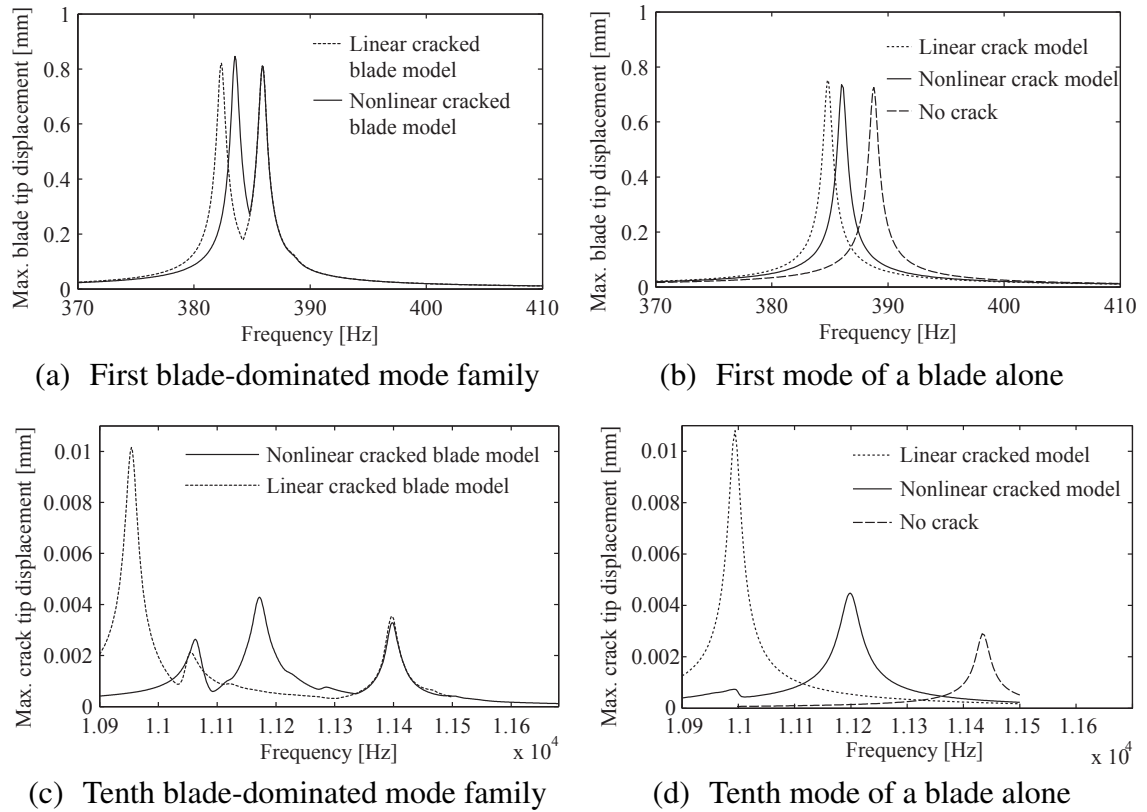 Max. blade tip displacement [mm]
1
0.8
0.6
0.4
0.2
0
Linear cracked
blade model
Nonlinear cracked
blade model
370 380 390 400 410
Frequency [Hz]
(a) First blade-dominated mode family
Max. blade tip displacement [mm]
1
0.8
0.6
0.4
0.2
0
Linear crack model
Nonlinear crack model
No crack
370 380 390 400 410
Frequency [Hz]
(b) First mode of a blade alone
Max. crack tip displacement [mm]
0.01
0.008
0.006
0.004
0.002
0
Nonlinear cracked blade model
Linear cracked blade model
1.09 1.1 1.11 1.12 1.13 1.14 1.15 1.16
Frequency [Hz]
x 10⁴
(c) Tenth blade-dominated mode family
Max. crack tip displacement [mm]
0.01
0.008
0.006
0.004
0.002
0
Linear cracked model
Nonlinear cracked model
No crack
1.09 1.1 1.11 1.12 1.13 1.14 1.15 1.16
Frequency [Hz]
x 10⁴
(d) Tenth mode of a blade alone